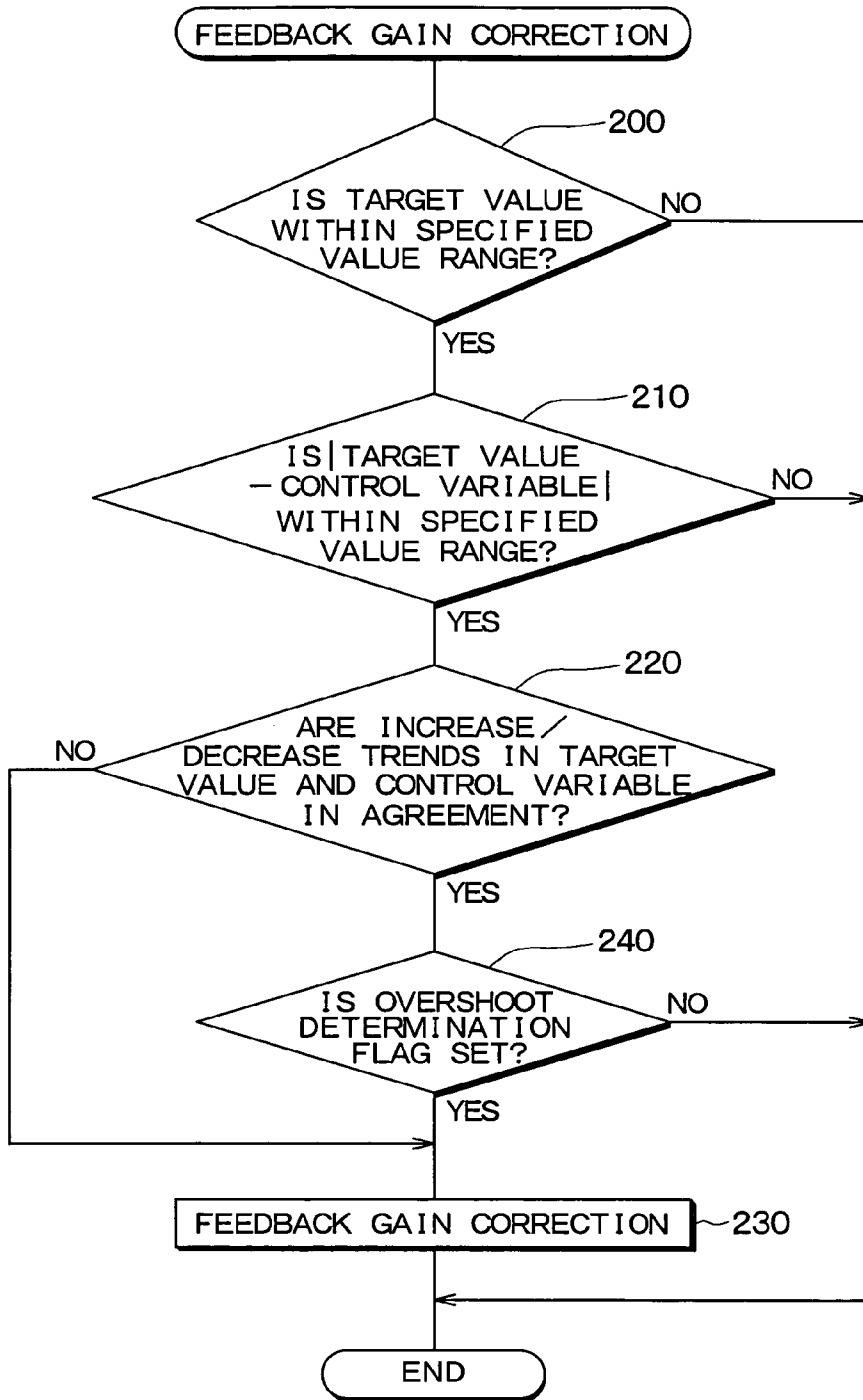 FEEDBACK GAIN CORRECTION
200
IS TARGET VALUE
WITHIN SPECIFIED
VALUE RANGE?
NO
YES
210
IS|TARGET VALUE
－CONTROL VARIABLE|
WITHIN SPECIFIED
VALUE RANGE?
NO
YES
220
ARE INCREASE／
DECREASE TRENDS IN TARGET
VALUE AND CONTROL VARIABLE
IN AGREEMENT?
NO
YES
240
IS OVERSHOOT
DETERMINATION
FLAG SET?
NO
YES
FEEDBACK GAIN CORRECTION
230
END